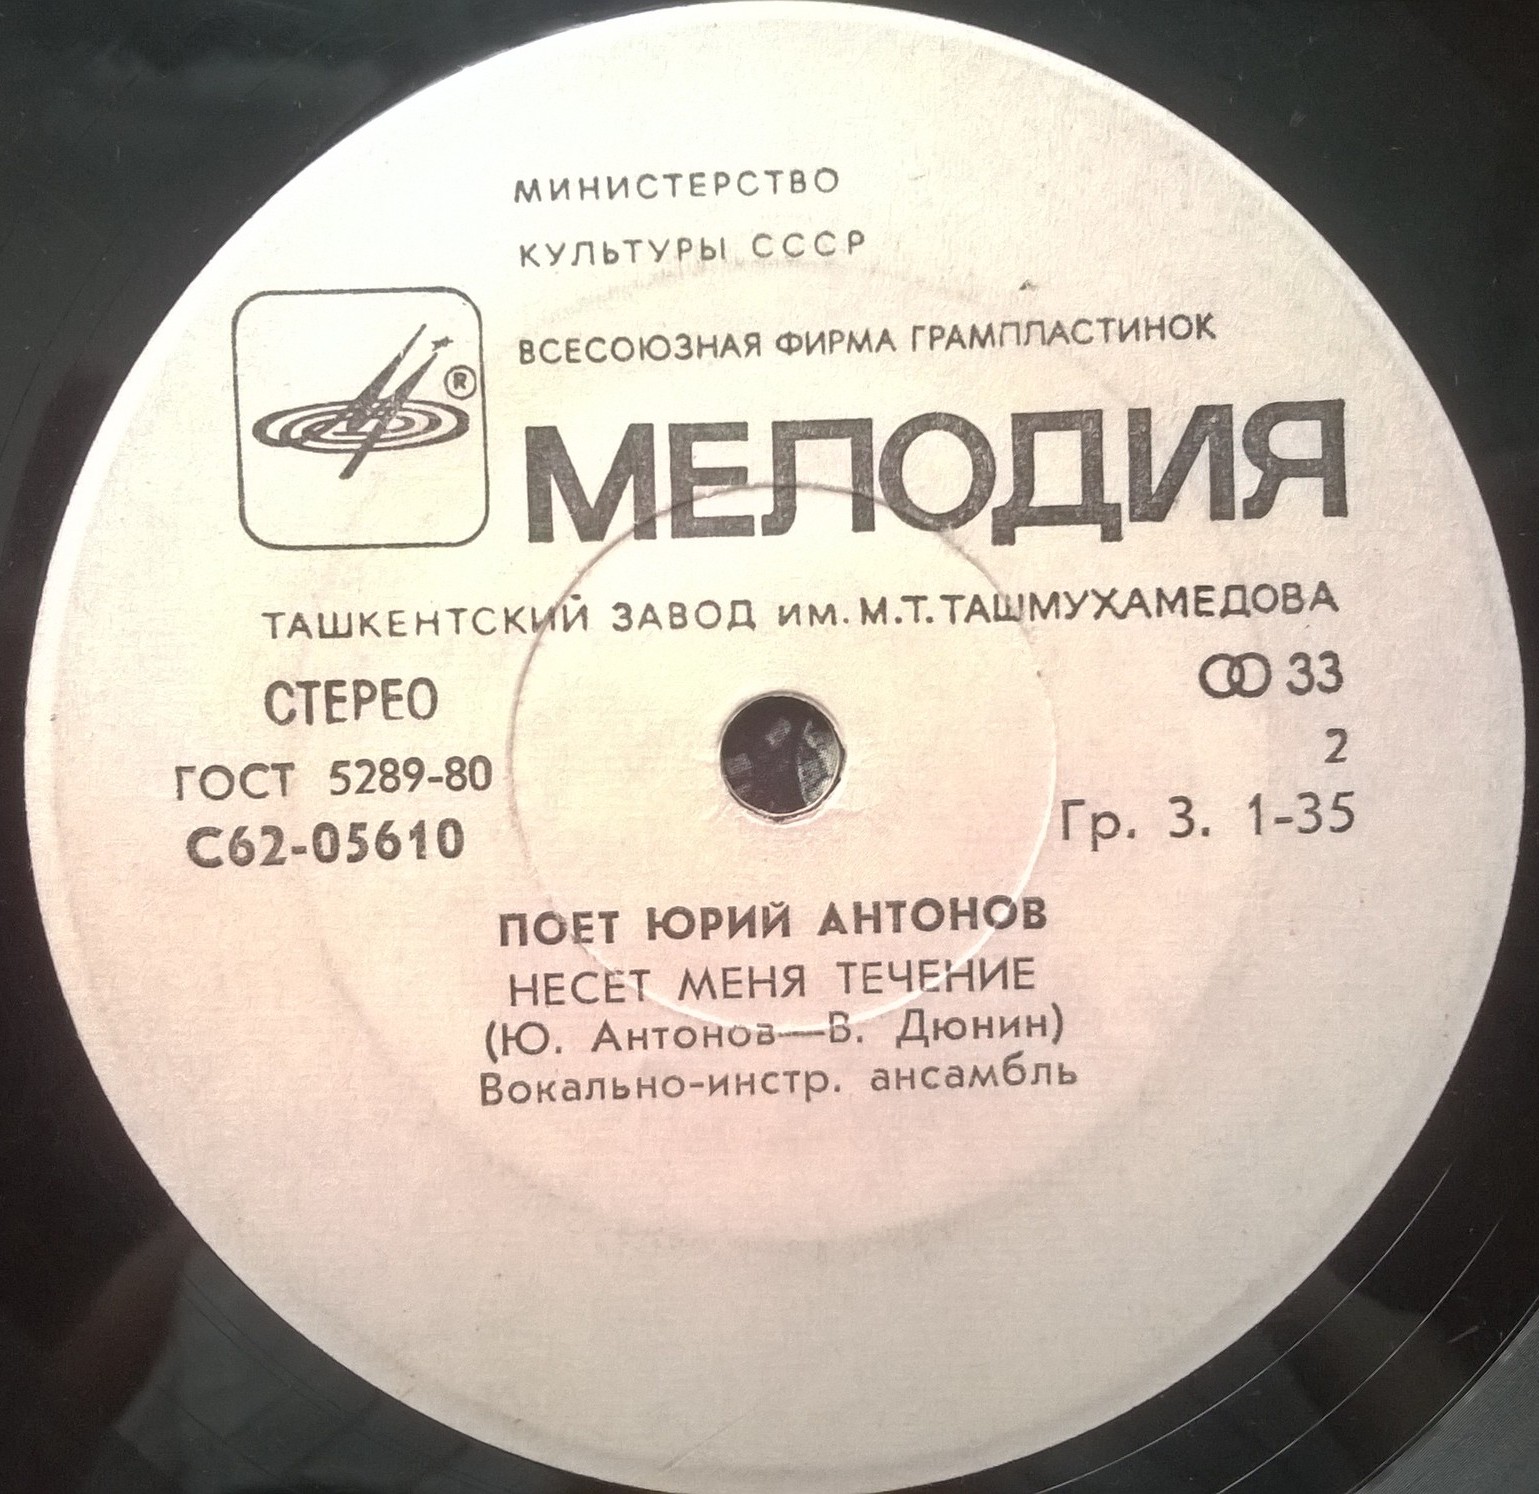 МИНИСТЕРСТВО
КУЛЬТУРЫ СССР
ВСЕСОЮЗНАЯ ФИРМА ГРАМПЛАСТИНОК
®
МЕЛОДИЯ
ТАШКЕНТСКИЙ ЗАВОД им. М.Т. ТАШМУХАМЕДОВА
СТЕРЕО
33
ГОСТ 5289-80
2
С62-05610
Гр. 3. 1-35
ПОЕТ ЮРИЙ АНТОНОВ
НЕСЕТ МЕНЯ ТЕЧЕНИЕ
(Ю. Антонов—В. Дюнин)
Вокально-инстр. ансамбль